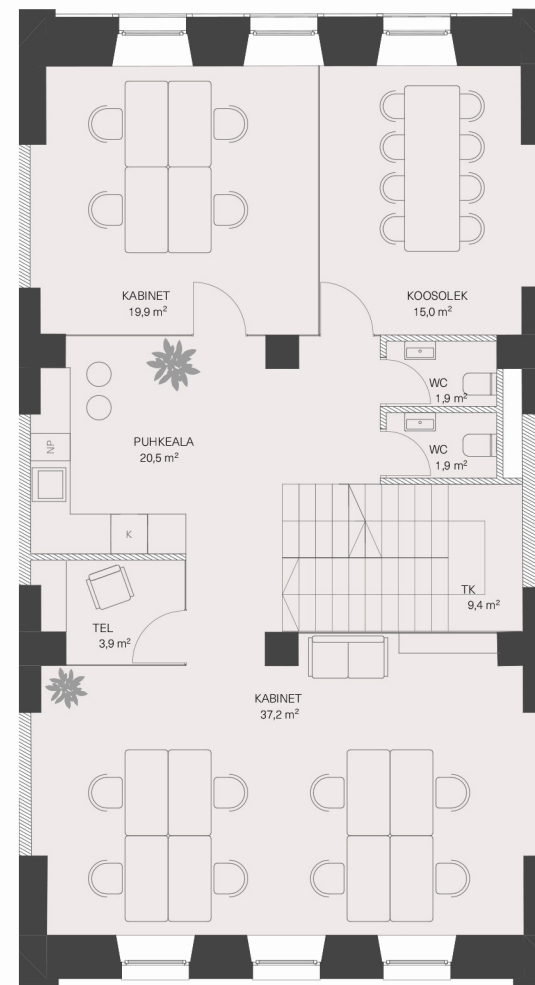 KABINET
19,9 m²
KOOSOLEK
15,0 m²
WC
1,9 m²
WC
1,9 m²
PUHKEALA
20,5 m²
NP
K
TK
9,4 m²
TEL
3,9 m²
KABINET
37,2 m²